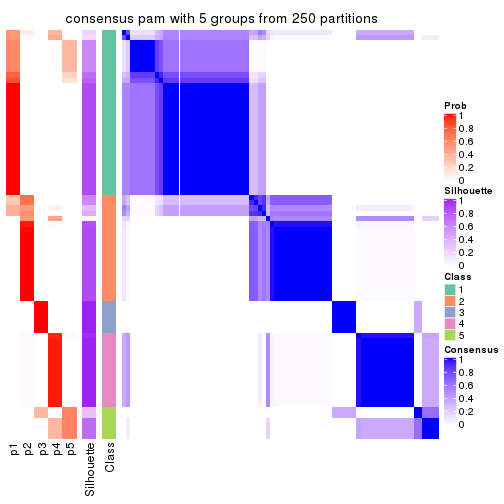 consensus pam with 5 groups from 250 partitions
Prob
1
0.8
0.6
0.4
0.2
0
Silhouette
1
0.8
0.6
0.4
0.2
0
Class
1
2
3
4
5
Consensus
1
0.8
0.6
0.4
0.2
0
p1
p2
p3
p4
p5
Silhouette
Class